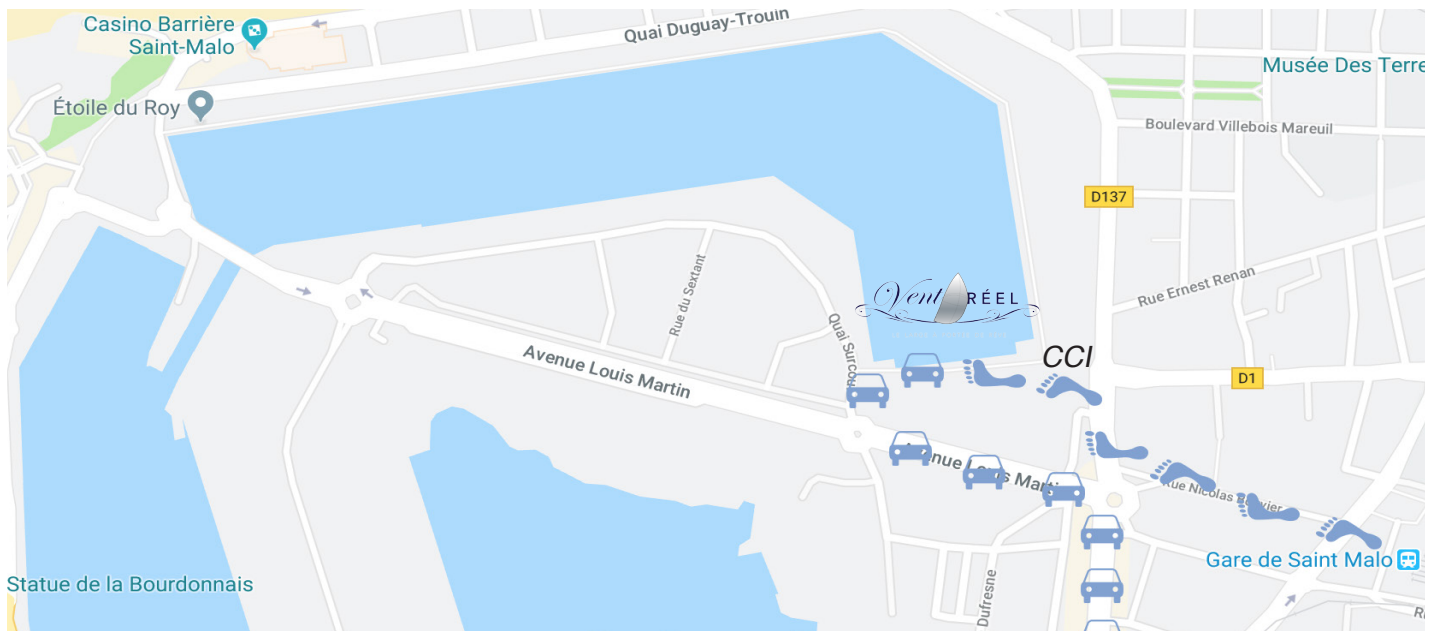 Casino Barrière
Saint-Malo
Quai Duguay-Trouin
Musée Des Terre
Étoile du Roy
Boulevard Villebois Mareuil
D137
Rue Ernest Renan
Rue du Sextant
Vent RÉEL
Quai Surcouf
CCI
Avenue Louis Martin
D1
Avenue Louis Martin
Rue Nicolas
Gare de Saint Malo
Statue de la Bourdonnais
Dufresne
R